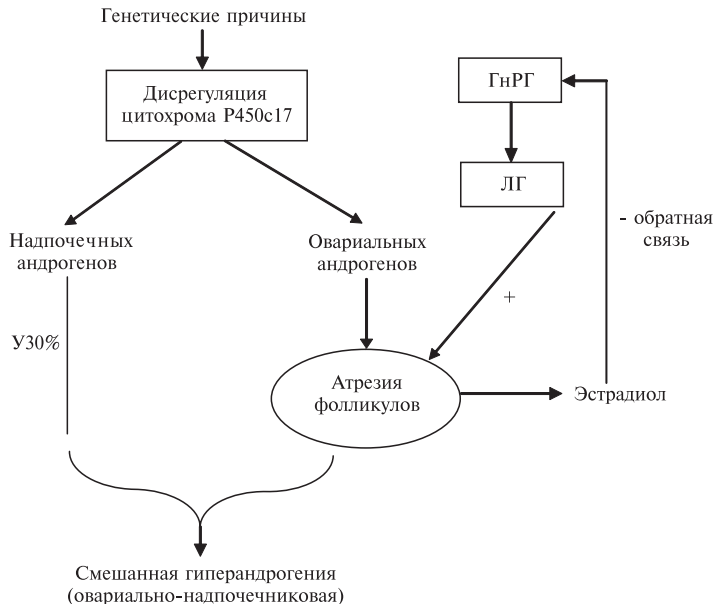 Генетические причины
Дисрегуляция
цитохрома P450c17
ГнРГ
ЛГ
- обратная
связь
Надпочечных
андрогенов
Овариальных
андрогенов
+
У30%
Атрезия
фолликулов
Эстрадиол
Смешанная гиперандрогения
(овариально-надпочечниковая)